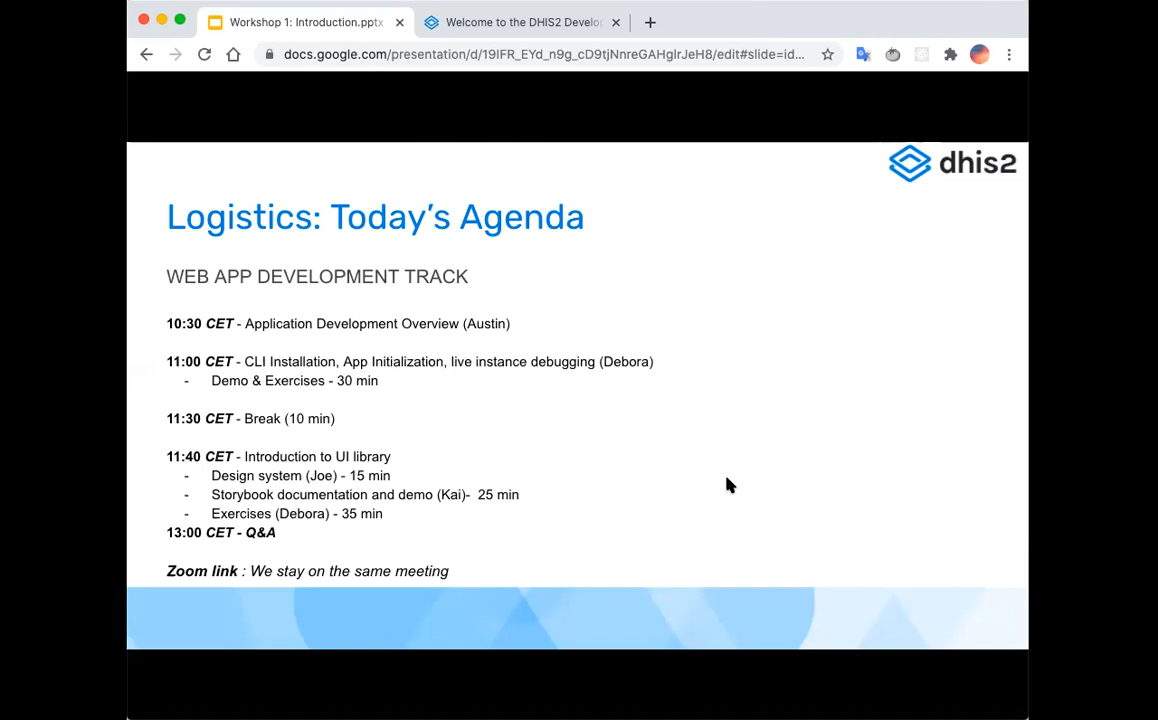 Workshop 1: Introduction.pptx
Welcome to the DHIS2 Develo
docs.google.com/presentation/d/19IFR_EYd_n9g_cD9tjNnreGAHgIrJeH8/edit#slide=id...
dhis2
Logistics: Today's Agenda
WEB APP DEVELOPMENT TRACK
10:30 CET - Application Development Overview (Austin)
11:00 CET - CLI Installation, App Initialization, live instance debugging (Debora)
- Demo & Exercises - 30 min
11:30 CET - Break (10 min)
11:40 CET - Introduction to UI library
- Design system (Joe) - 15 min
- Storybook documentation and demo (Kai)- 25 min
- Exercises (Debora) - 35 min
13:00 CET - Q&A
Zoom link : We stay on the same meeting